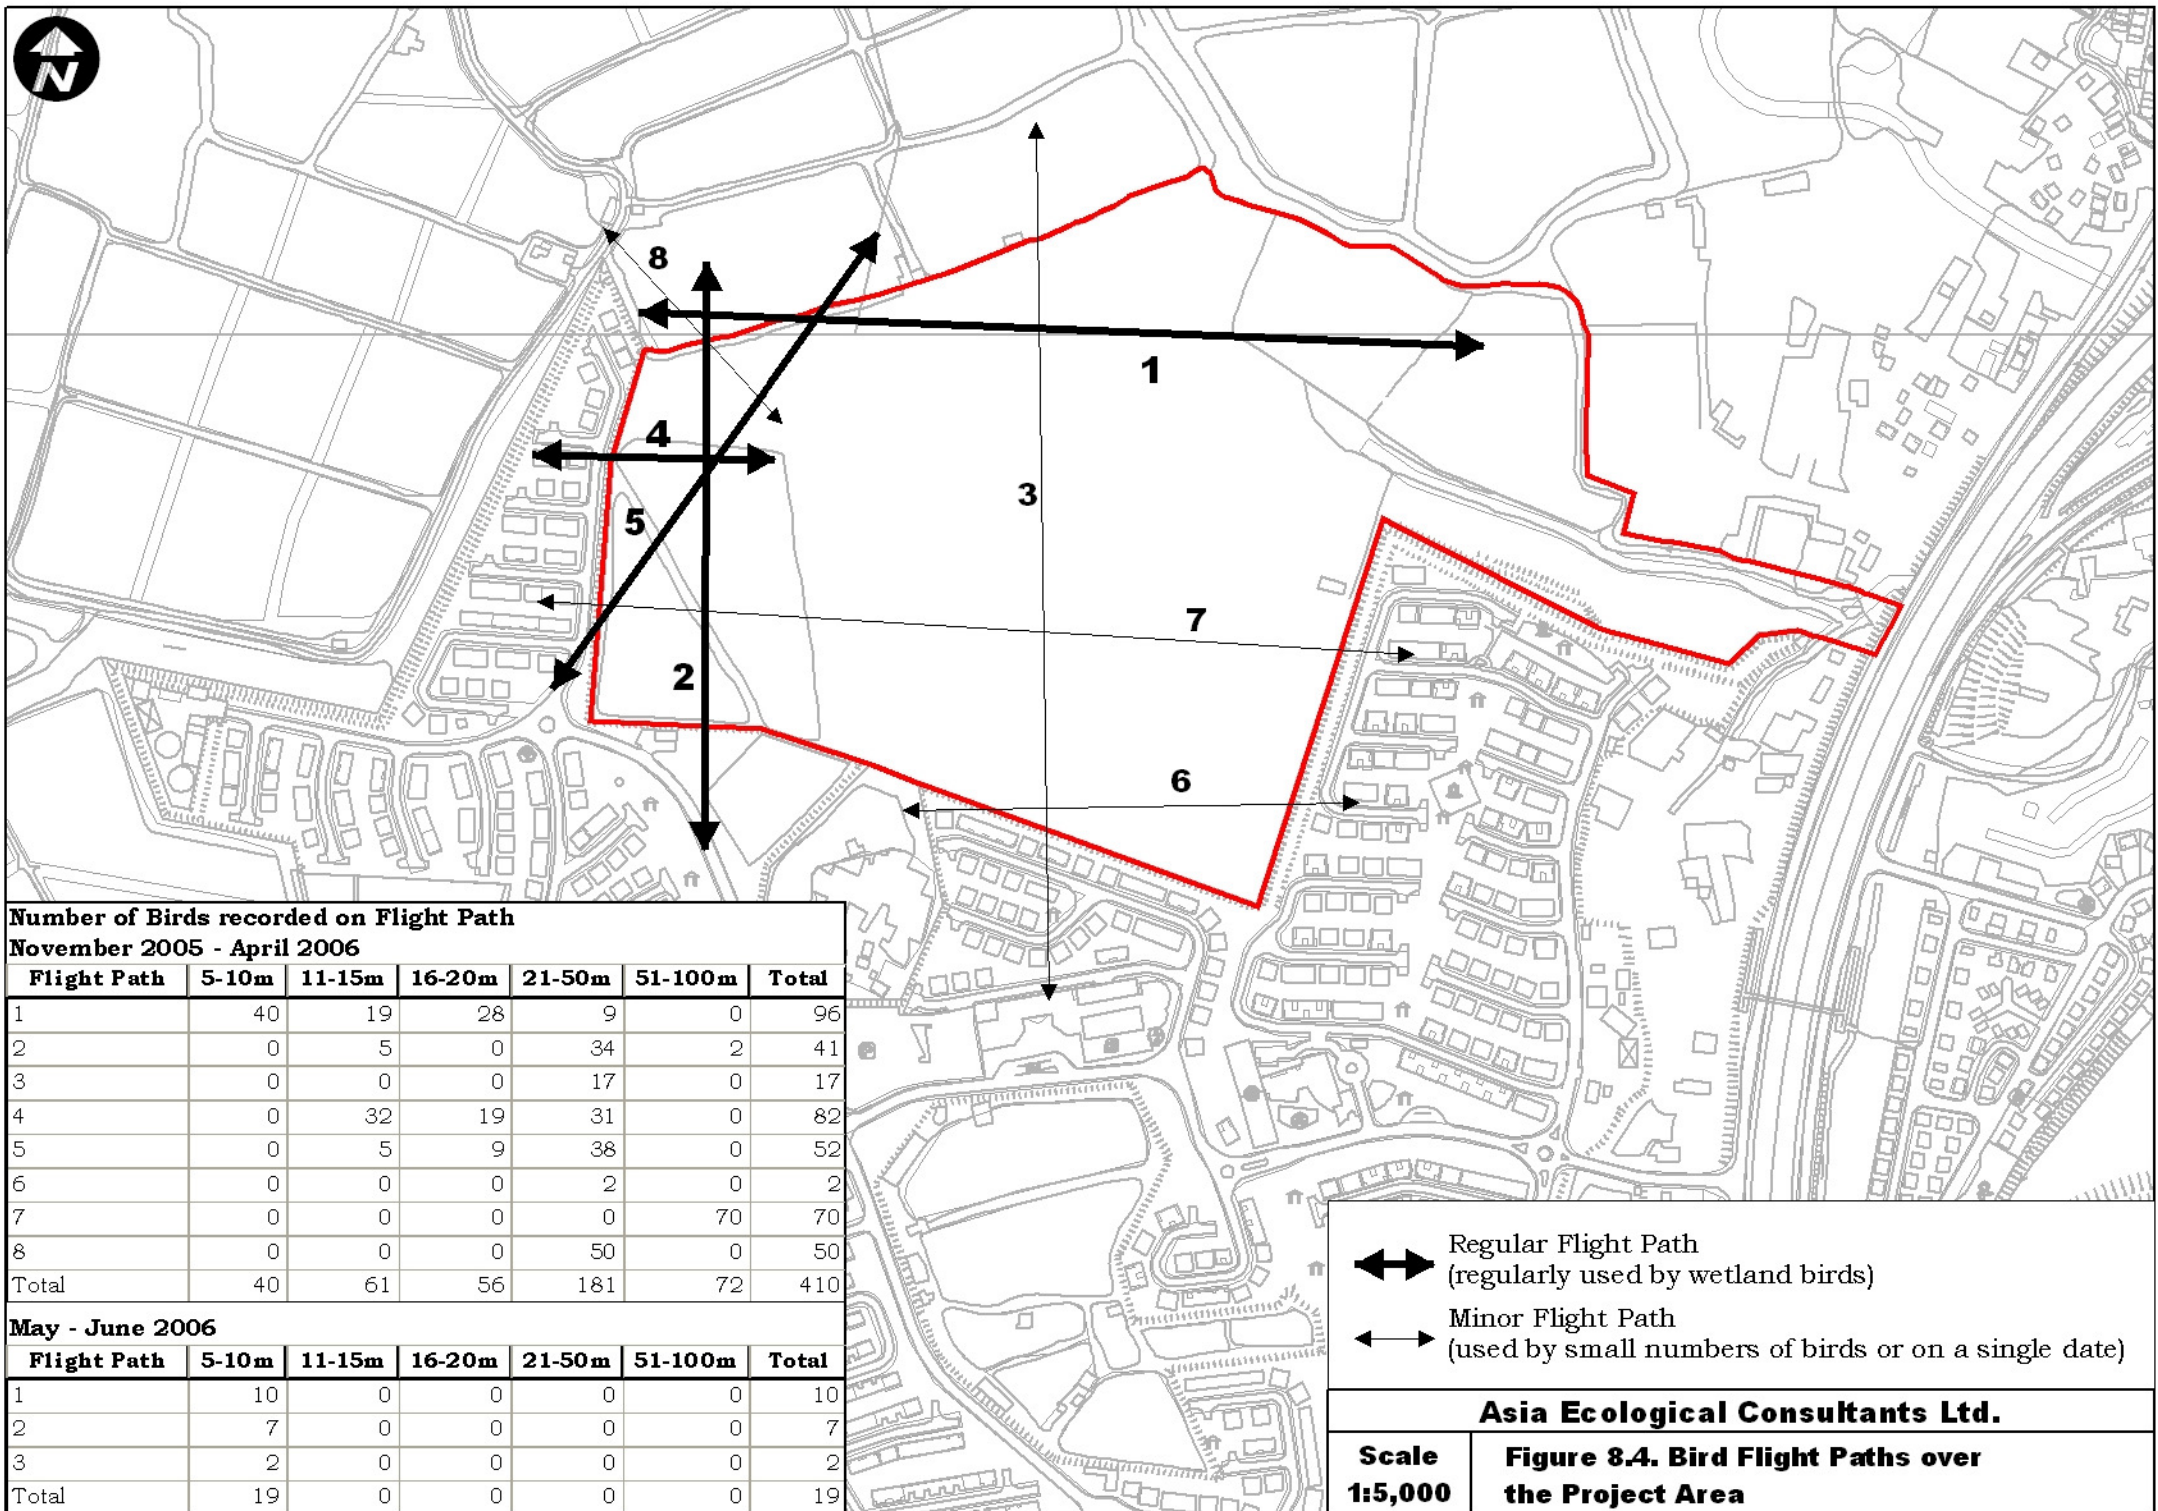 N
8
1
4
3
5
7
2
6
Number of Birds recorded on Flight Path
November 2005 - April 2006
Flight Path 5-10m 11-15m 16-20m 21-50m 51-100m Total
1 40 19 28 9 0 96
2 0 5 0 34 2 41
3 0 0 0 17 0 17
4 0 32 19 31 0 82
5 0 5 9 38 0 52
6 0 0 0 2 0 2
7 0 0 0 0 70 70
8 0 0 0 50 0 50
Total 40 61 56 181 72 410
May - June 2006
Flight Path 5-10m 11-15m 16-20m 21-50m 51-100m Total
1 10 0 0 0 0 10
2 7 0 0 0 0 7
3 2 0 0 0 0 2
Total 19 0 0 0 0 19
Regular Flight Path
(regularly used by wetland birds)
Minor Flight Path
(used by small numbers of birds or on a single date)
Asia Ecological Consultants Ltd.
Scale
1:5,000
Figure 8.4. Bird Flight Paths over
the Project Area